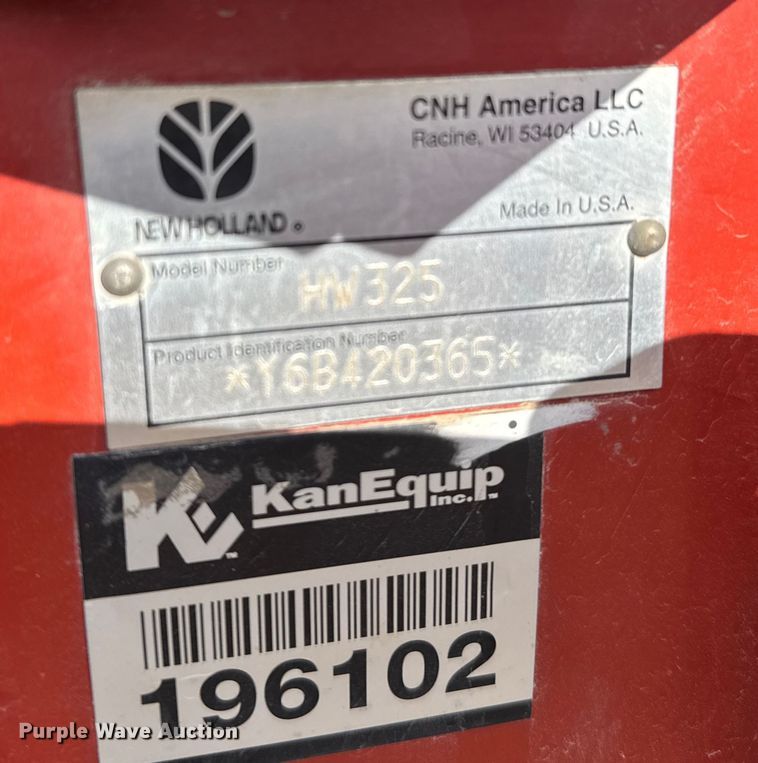 CNH America LLC
Racine, WI 53404 U.S.A.
NEW HOLLAND ®
Made In U.S.A.
Model Number
HW325
Product Identification Number
*Y6B420365*
KanEquip
Inc.™
196102
Purple Wave Auction